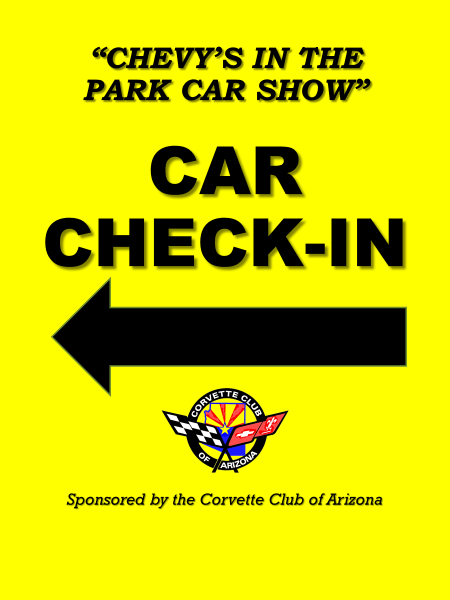 “CHEVY’S IN THE
PARK CAR SHOW”
CAR
CHECK-IN
CORVETTE CLUB
OF ARIZONA
Sponsored by the Corvette Club of Arizona